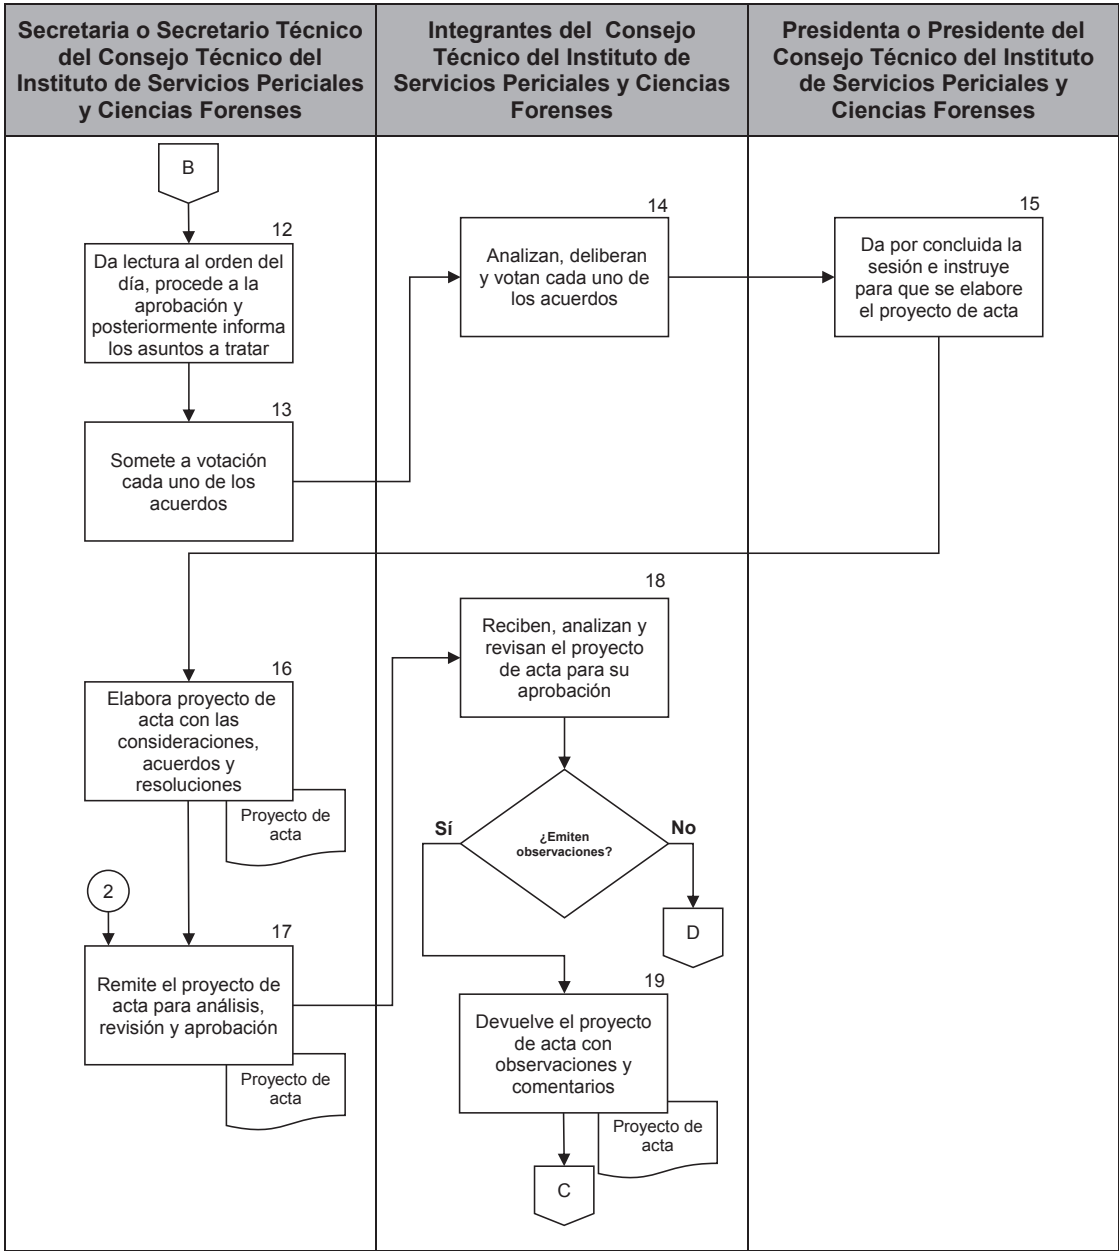 Secretaria o Secretario Técnico
del Consejo Técnico del
Instituto de Servicios Periciales
y Ciencias Forenses
Integrantes del Consejo
Técnico del Instituto de
Servicios Periciales y Ciencias
Forenses
Presidenta o Presidente del
Consejo Técnico del Instituto
de Servicios Periciales y
Ciencias Forenses
B
12
Da lectura al orden del
día, procede a la
aprobación y
posteriormente informa
los asuntos a tratar
13
Somete a votación
cada uno de los
acuerdos
14
Analizan, deliberan
y votan cada uno de
los acuerdos
15
Da por concluida la
sesión e instruye
para que se elabore
el proyecto de acta
16
Elabora proyecto de
acta con las
consideraciones,
acuerdos y
resoluciones
Proyecto de
acta
2
17
Remite el proyecto de
acta para análisis,
revisión y aprobación
Proyecto de
acta
18
Reciben, analizan y
revisan el proyecto
de acta para su
aprobación
Sí
¿Emiten
observaciones?
No
D
19
Devuelve el proyecto
de acta con
observaciones y
comentarios
Proyecto de
acta
C